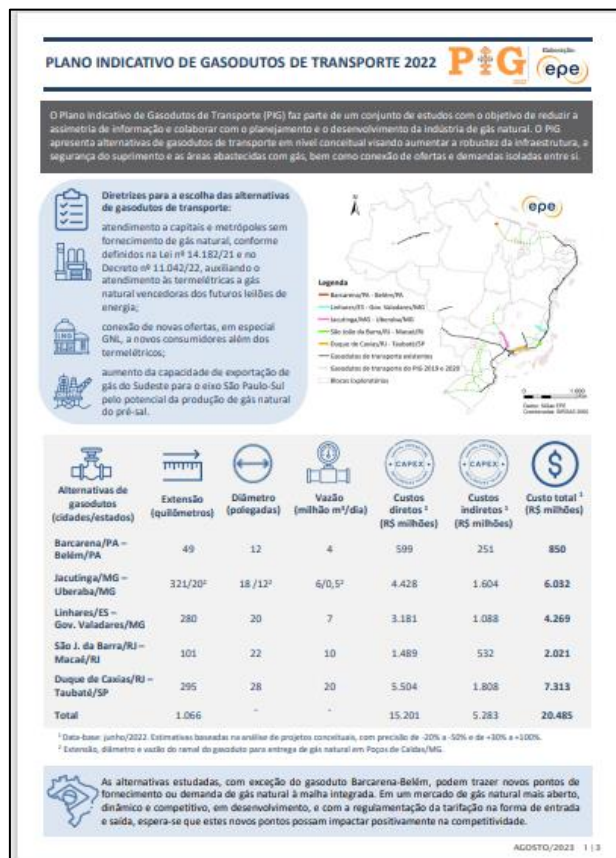 PLANO INDICATIVO DE GASODUTOS DE TRANSPORTE 2022
PIG
2022
Elaboração:
epe
O Plano Indicativo de Gasodutos de Transporte (PIG) faz parte de um conjunto de estudos com o objetivo de reduzir a
assimetria de informação e colaborar com o planejamento e o desenvolvimento da indústria de gás natural. O PIG
apresenta alternativas de gasodutos de transporte em nível conceitual visando aumentar a robustez da infraestrutura, a
segurança do suprimento e as áreas abastecidas com gás, bem como conexão de ofertas e demandas isoladas entre si.
Diretrizes para a escolha das alternativas
de gasodutos de transporte:
atendimento a capitais e metrópoles sem
fornecimento de gás natural, conforme
definidos na Lei nº 14.182/21 e no
Decreto nº 11.042/22, auxiliando o
atendimento às termelétricas a gás
natural vencedoras dos futuros leilões de
energia;
conexão de novas ofertas, em especial
GNL, a novos consumidores além dos
termelétricos;
aumento da capacidade de exportação de
gás do Sudeste para o eixo São Paulo-Sul
pelo potencial da produção de gás natural
do pré-sal.
N
epe
Legenda
Barcarena/PA - Belém/PA
Linhares/ES - Gov. Valadares/MG
Jacutinga/MG - Uberaba/MG
São João da Barra/RJ - Macaé/RJ
Duque de Caxias/RJ - Taubaté/SP
Gasodutos de transporte existentes
Gasodutos de transporte do PIG 2019 e 2020
Blocos Exploratórios
Alternativas de
gasodutos
(cidades/estados)
Extensão
(quilômetros)
Diâmetro
(polegadas)
Vazão
(milhão m³/dia)
CAPEX
Custos
diretos ¹
(R$ milhões)
CAPEX
Custos
indiretos ¹
(R$ milhões)
$
Custo total ¹
(R$ milhões)
Barcarena/PA –
Belém/PA
49 12 4 599 251 850
Jacutinga/MG –
Uberaba/MG
321/20² 18 /12² 6/0,5² 4.428 1.604 6.032
Linhares/ES –
Gov. Valadares/MG
280 20 7 3.181 1.088 4.269
São J. da Barra/RJ –
Macaé/RJ
101 22 10 1.489 532 2.021
Duque de Caxias/RJ –
Taubaté/SP
295 28 20 5.504 1.808 7.313
Total 1.066 - - 15.201 5.283 20.485
¹ Data-base: junho/2022. Estimativas baseadas na análise de projetos conceituais, com precisão de -20% a -50% e de +30% a +100%.
² Extensão, diâmetro e vazão do ramal do gasoduto para entrega de gás natural em Poços de Caldas/MG.
As alternativas estudadas, com exceção do gasoduto Barcarena-Belém, podem trazer novos pontos de
fornecimento ou demanda de gás natural à malha integrada. Em um mercado de gás natural mais aberto,
dinâmico e competitivo, em desenvolvimento, e com a regulamentação da tarifação na forma de entrada
e saída, espera-se que estes novos pontos possam impactar positivamente na competitividade.
AGOSTO/2023 1 | 3